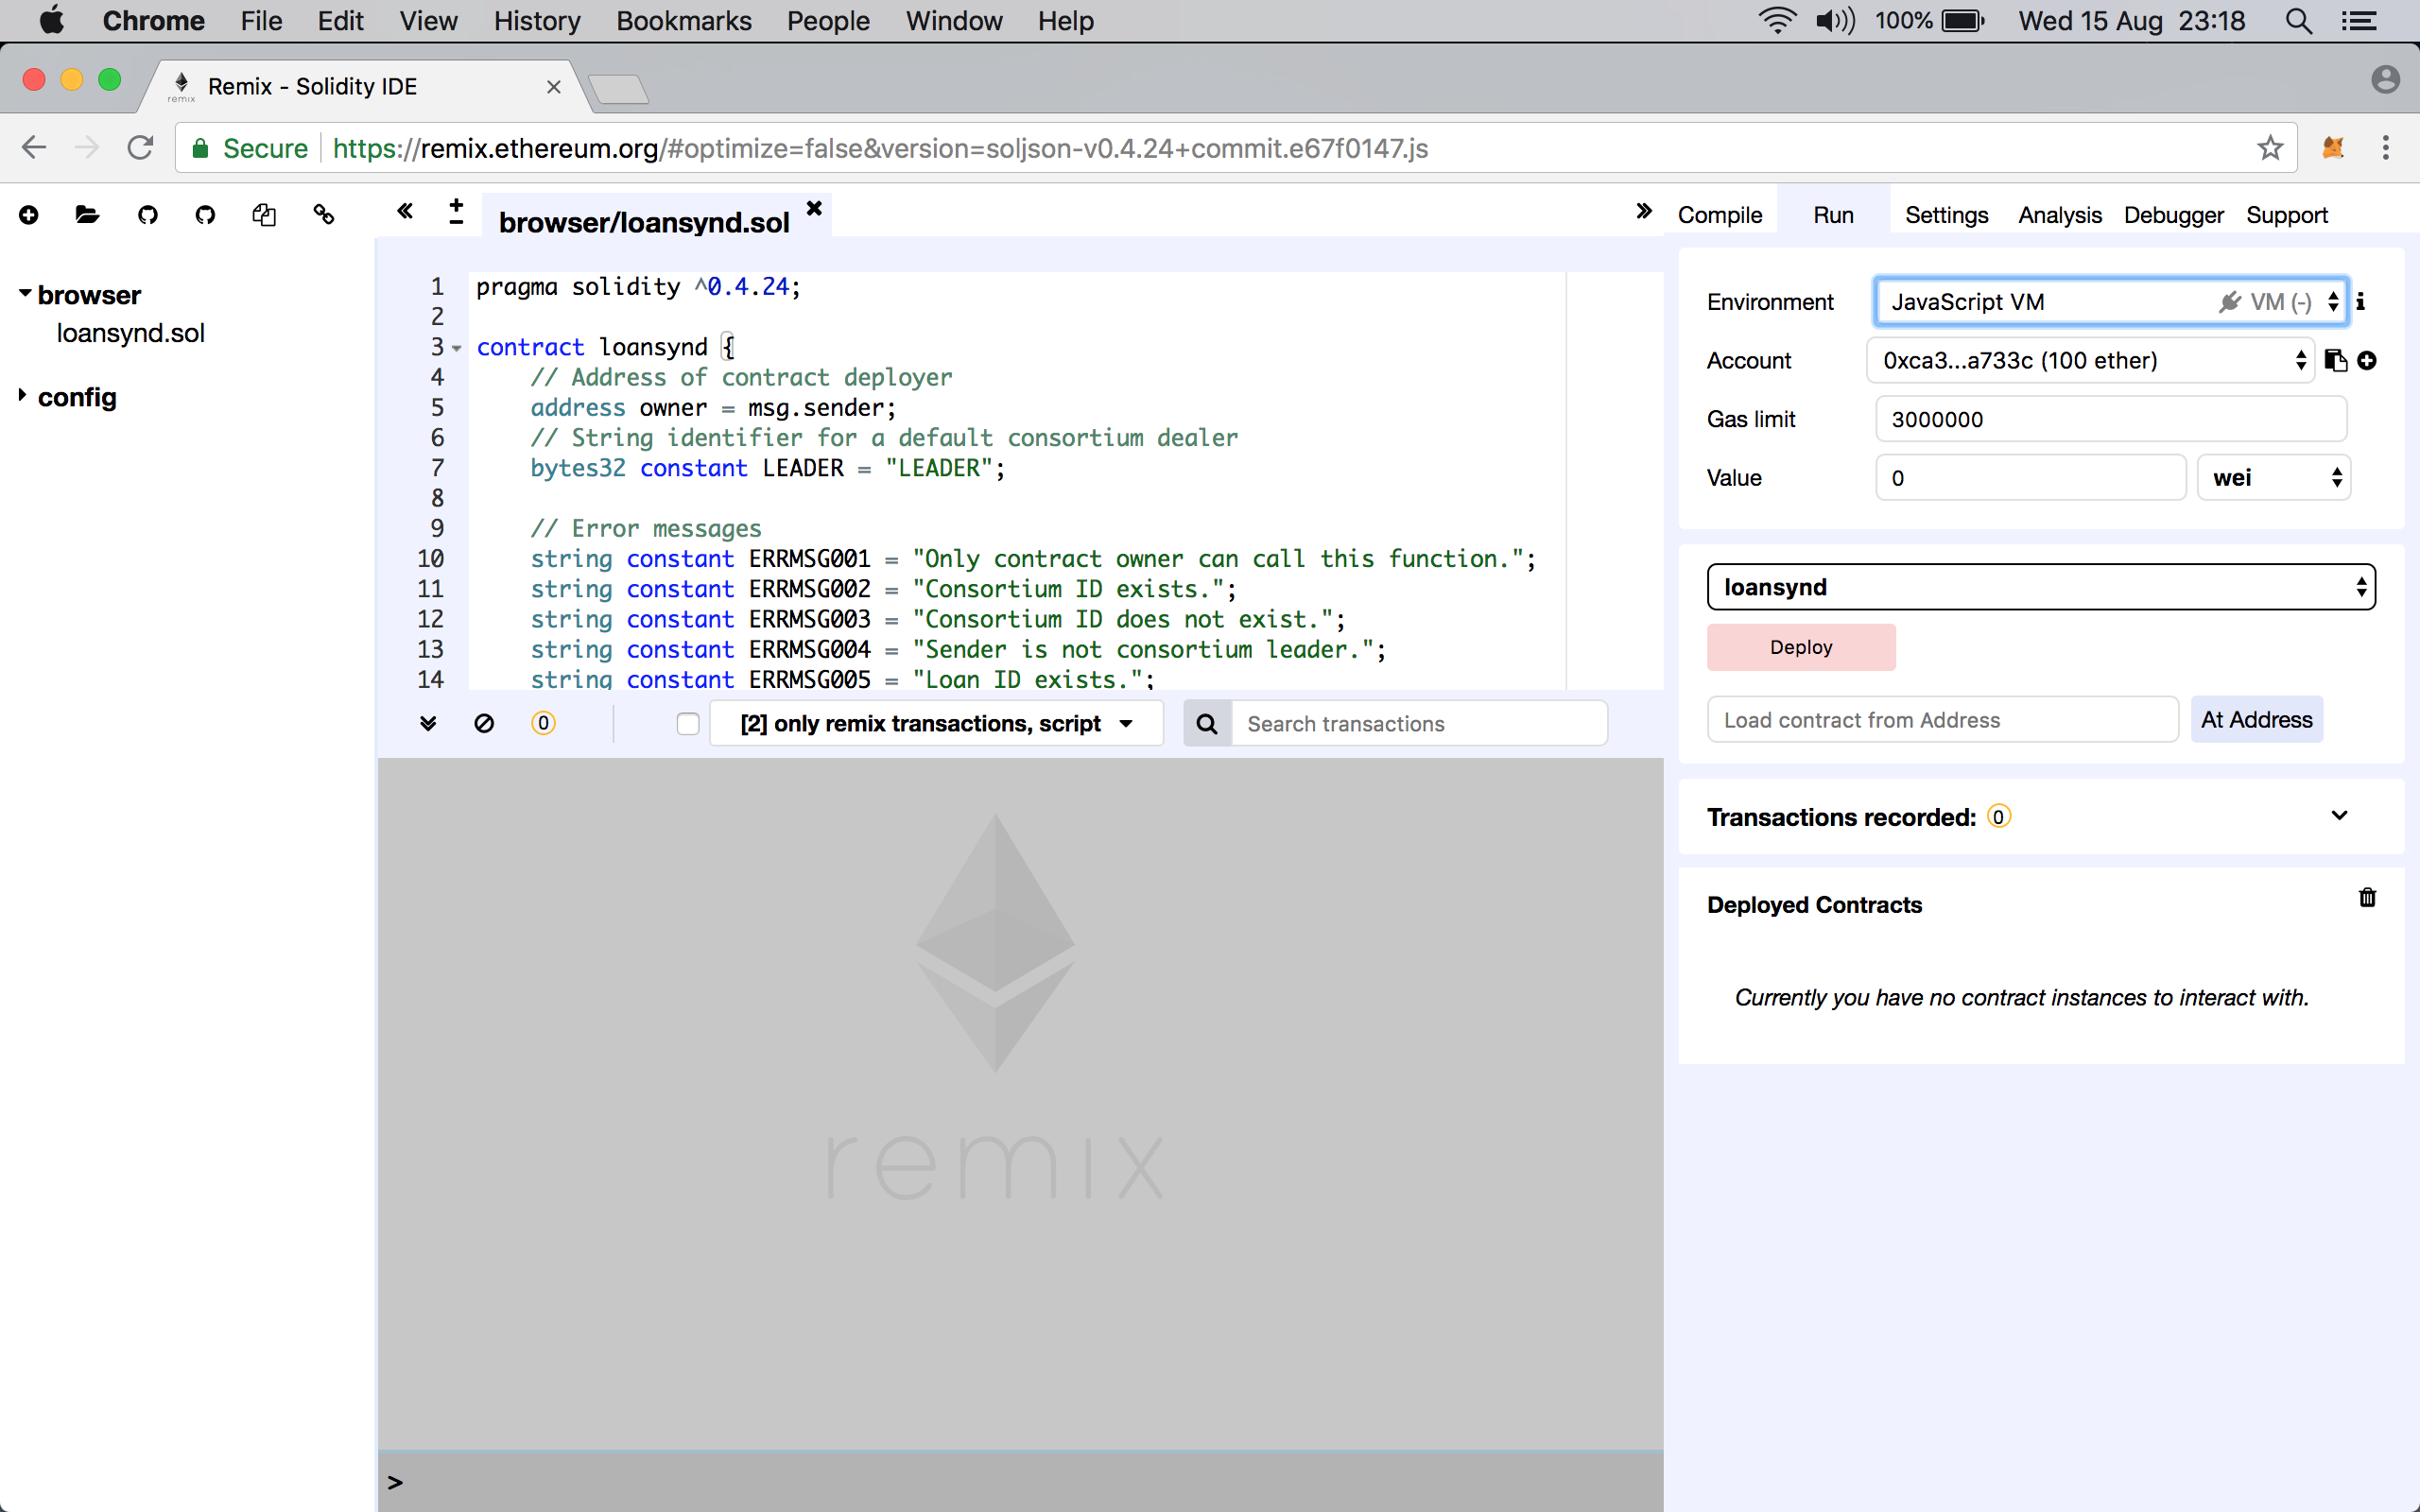 Chrome File Edit View History Bookmarks People Window Help 100% Wed 15 Aug 23:18
remix Remix - Solidity IDE
Secure https://remix.ethereum.org/#optimize=false&version=soljson-v0.4.24+commit.e67f0147.js
browser/loansynd.sol
Compile Run Settings Analysis Debugger Support
browser
loansynd.sol
config
1 pragma solidity ^0.4.24;
2
3 contract loansynd {
4 // Address of contract deployer
5 address owner = msg.sender;
6 // String identifier for a default consortium dealer
7 bytes32 constant LEADER = "LEADER";
8
9 // Error messages
10 string constant ERRMSG001 = "Only contract owner can call this function.";
11 string constant ERRMSG002 = "Consortium ID exists.";
12 string constant ERRMSG003 = "Consortium ID does not exist.";
13 string constant ERRMSG004 = "Sender is not consortium leader.";
14 string constant ERRMSG005 = "Loan ID exists.";
0 [2] only remix transactions, script Search transactions
remix
>
Environment JavaScript VM VM (-)
Account 0xca3...a733c (100 ether)
Gas limit 3000000
Value 0 wei
loansynd
Deploy
Load contract from Address At Address
Transactions recorded: 0
Deployed Contracts
Currently you have no contract instances to interact with.